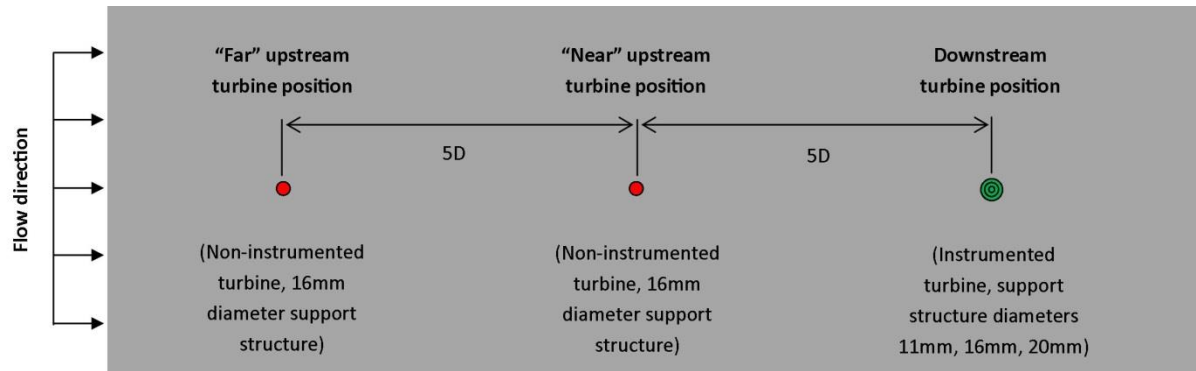 Flow direction
“Far” upstream
turbine position
“Near” upstream
turbine position
Downstream
turbine position
5D
5D
(Non-instrumented
turbine, 16mm
diameter support
structure)
(Non-instrumented
turbine, 16mm
diameter support
structure)
(Instrumented
turbine, support
structure diameters
11mm, 16mm, 20mm)